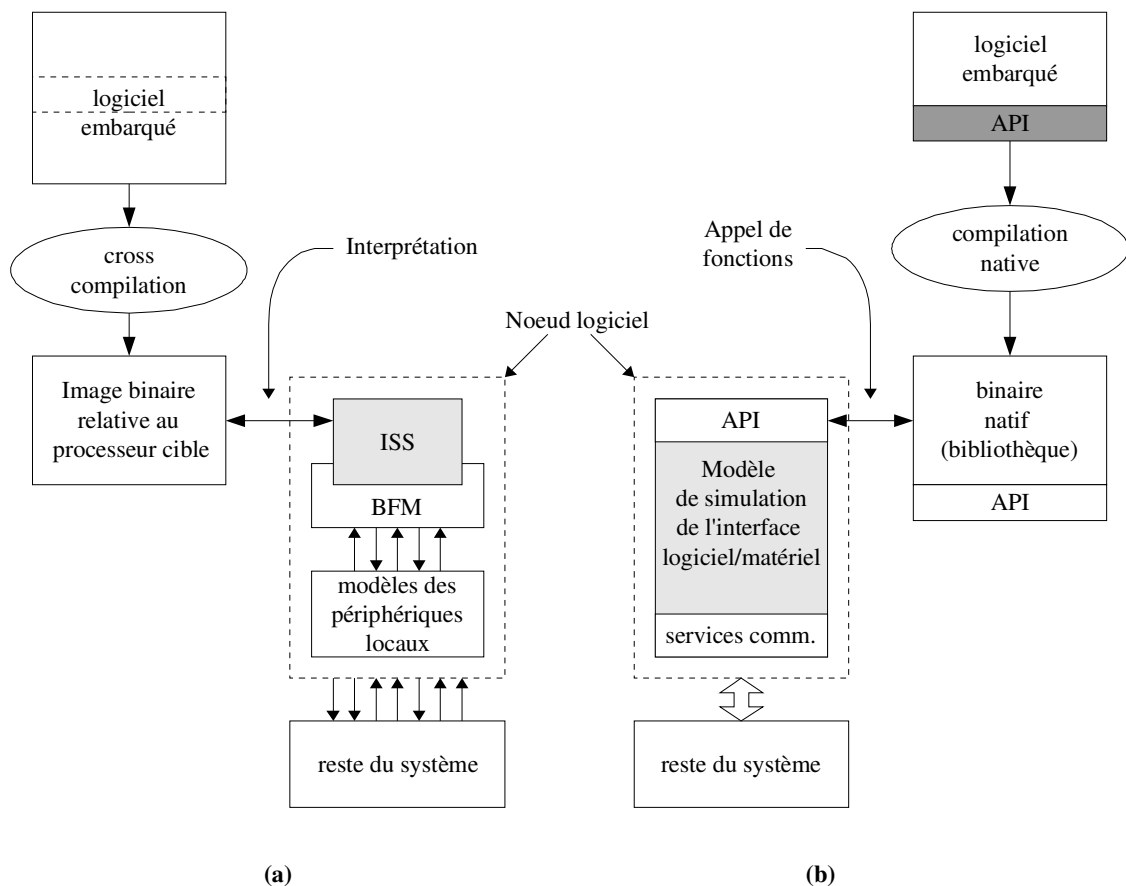 logiciel
embarqué
cross
compilation
Image binaire
relative au
processeur cible
Interprétation
ISS
BFM
modèles des
périphériques
locaux
reste du système
(a)
Noeud logiciel
logiciel
embarqué
API
compilation
native
binaire
natif
(bibliothèque)
API
Appel de
fonctions
API
Modèle
de simulation
de l'interface
logiciel/matériel
services comm.
reste du système
(b)